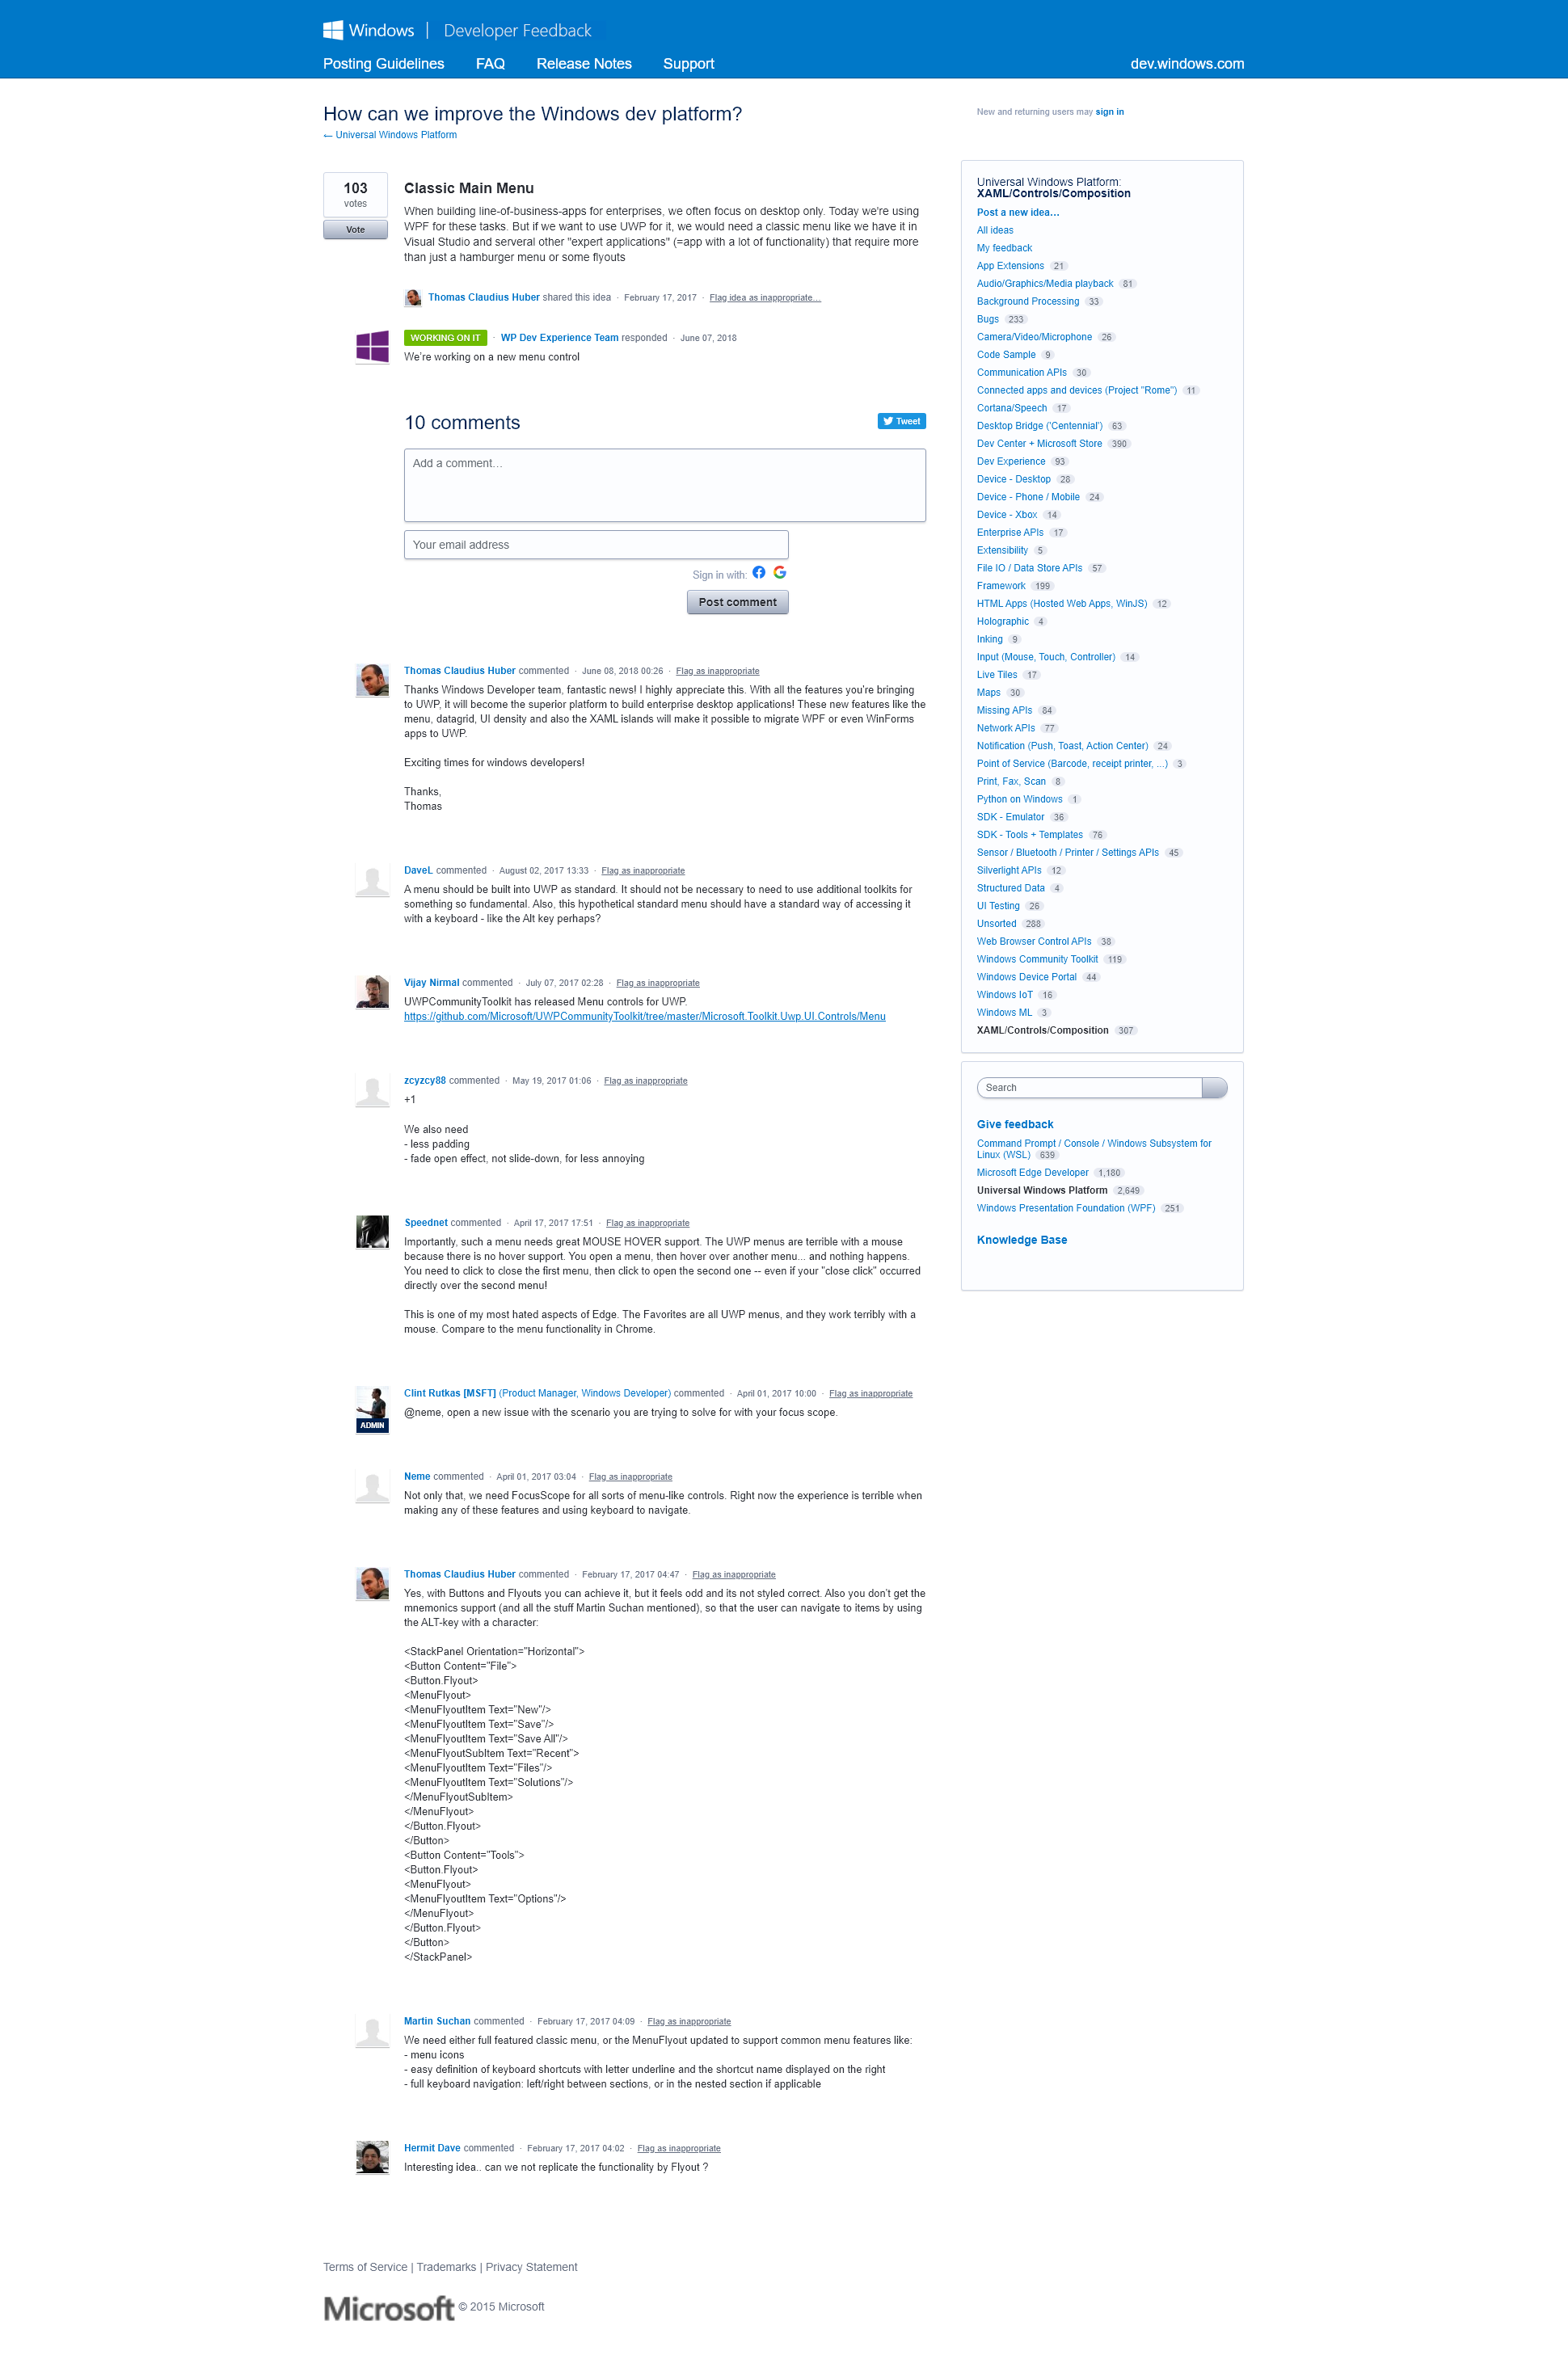 Windows | Developer Feedback
Posting Guidelines FAQ Release Notes Support dev.windows.com
How can we improve the Windows dev platform?
← Universal Windows Platform
New and returning users may sign in
103
votes
Vote
Classic Main Menu
When building line-of-business-apps for enterprises, we often focus on desktop only. Today we're using
WPF for these tasks. But if we want to use UWP for it, we would need a classic menu like we have it in
Visual Studio and serveral other "expert applications" (=app with a lot of functionality) that require more
than just a hamburger menu or some flyouts
Thomas Claudius Huber shared this idea · February 17, 2017 · Flag idea as inappropriate…
WORKING ON IT · WP Dev Experience Team responded · June 07, 2018
We're working on a new menu control
10 comments
Tweet
Add a comment…
Your email address
Sign in with:
Post comment
Thomas Claudius Huber commented · June 08, 2018 00:26 · Flag as inappropriate
Thanks Windows Developer team, fantastic news! I highly appreciate this. With all the features you're bringing
to UWP, it will become the superior platform to build enterprise desktop applications! These new features like the
menu, datagrid, UI density and also the XAML islands will make it possible to migrate WPF or even WinForms
apps to UWP.
Exciting times for windows developers!
Thanks,
Thomas
DaveL commented · August 02, 2017 13:33 · Flag as inappropriate
A menu should be built into UWP as standard. It should not be necessary to need to use additional toolkits for
something so fundamental. Also, this hypothetical standard menu should have a standard way of accessing it
with a keyboard - like the Alt key perhaps?
Vijay Nirmal commented · July 07, 2017 02:28 · Flag as inappropriate
UWPCommunityToolkit has released Menu controls for UWP.
https://github.com/Microsoft/UWPCommunityToolkit/tree/master/Microsoft.Toolkit.Uwp.UI.Controls/Menu
zcyzcy88 commented · May 19, 2017 01:06 · Flag as inappropriate
+1
We also need
- less padding
- fade open effect, not slide-down, for less annoying
Speednet commented · April 17, 2017 17:51 · Flag as inappropriate
Importantly, such a menu needs great MOUSE HOVER support. The UWP menus are terrible with a mouse
because there is no hover support. You open a menu, then hover over another menu... and nothing happens.
You need to click to close the first menu, then click to open the second one -- even if your "close click" occurred
directly over the second menu!
This is one of my most hated aspects of Edge. The Favorites are all UWP menus, and they work terribly with a
mouse. Compare to the menu functionality in Chrome.
ADMIN
Clint Rutkas [MSFT] (Product Manager, Windows Developer) commented · April 01, 2017 10:00 · Flag as inappropriate
@neme, open a new issue with the scenario you are trying to solve for with your focus scope.
Neme commented · April 01, 2017 03:04 · Flag as inappropriate
Not only that, we need FocusScope for all sorts of menu-like controls. Right now the experience is terrible when
making any of these features and using keyboard to navigate.
Thomas Claudius Huber commented · February 17, 2017 04:47 · Flag as inappropriate
Yes, with Buttons and Flyouts you can achieve it, but it feels odd and its not styled correct. Also you don't get the
mnemonics support (and all the stuff Martin Suchan mentioned), so that the user can navigate to items by using
the ALT-key with a character:
<StackPanel Orientation="Horizontal">
<Button Content="File">
<Button.Flyout>
<MenuFlyout>
<MenuFlyoutItem Text="New"/>
<MenuFlyoutItem Text="Save"/>
<MenuFlyoutItem Text="Save All"/>
<MenuFlyoutSubItem Text="Recent">
<MenuFlyoutItem Text="Files"/>
<MenuFlyoutItem Text="Solutions"/>
</MenuFlyoutSubItem>
</MenuFlyout>
</Button.Flyout>
</Button>
<Button Content="Tools">
<Button.Flyout>
<MenuFlyout>
<MenuFlyoutItem Text="Options"/>
</MenuFlyout>
</Button.Flyout>
</Button>
</StackPanel>
Martin Suchan commented · February 17, 2017 04:09 · Flag as inappropriate
We need either full featured classic menu, or the MenuFlyout updated to support common menu features like:
- menu icons
- easy definition of keyboard shortcuts with letter underline and the shortcut name displayed on the right
- full keyboard navigation: left/right between sections, or in the nested section if applicable
Hermit Dave commented · February 17, 2017 04:02 · Flag as inappropriate
Interesting idea.. can we not replicate the functionality by Flyout ?
Universal Windows Platform:
XAML/Controls/Composition
Post a new idea…
All ideas
My feedback
App Extensions 21
Audio/Graphics/Media playback 81
Background Processing 33
Bugs 233
Camera/Video/Microphone 26
Code Sample 9
Communication APIs 30
Connected apps and devices (Project "Rome") 11
Cortana/Speech 17
Desktop Bridge ('Centennial') 63
Dev Center + Microsoft Store 390
Dev Experience 93
Device - Desktop 28
Device - Phone / Mobile 24
Device - Xbox 14
Enterprise APIs 17
Extensibility 5
File IO / Data Store APIs 57
Framework 199
HTML Apps (Hosted Web Apps, WinJS) 12
Holographic 4
Inking 9
Input (Mouse, Touch, Controller) 14
Live Tiles 17
Maps 30
Missing APIs 84
Network APIs 77
Notification (Push, Toast, Action Center) 24
Point of Service (Barcode, receipt printer, ...) 3
Print, Fax, Scan 8
Python on Windows 1
SDK - Emulator 36
SDK - Tools + Templates 76
Sensor / Bluetooth / Printer / Settings APIs 45
Silverlight APIs 12
Structured Data 4
UI Testing 26
Unsorted 288
Web Browser Control APIs 38
Windows Community Toolkit 119
Windows Device Portal 44
Windows IoT 16
Windows ML 3
XAML/Controls/Composition 307
Search
Give feedback
Command Prompt / Console / Windows Subsystem for
Linux (WSL) 639
Microsoft Edge Developer 1,180
Universal Windows Platform 2,649
Windows Presentation Foundation (WPF) 251
Knowledge Base
Terms of Service | Trademarks | Privacy Statement
Microsoft © 2015 Microsoft